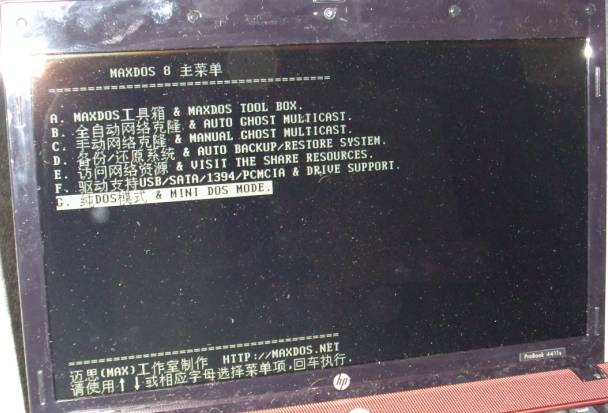 MAXDOS 8 主菜单
========================================
A. MAXDOS工具箱 & MAXDOS TOOL BOX.
B. 全自动网络克隆 & AUTO GHOST MULTICAST.
C. 手动网络克隆 & MANUAL GHOST MULTICAST.
D. 备份/还原系统 & AUTO BACKUP/RESTORE SYSTEM.
E. 访问网络资源 & VISIT THE SHARE RESOURCES.
F. 驱动支持USB/SATA/1394/PCMCIA & DRIVE SUPPORT.
G. 纯DOS模式 & MINI DOS MODE.
========================================
迈思(MAX)工作室制作 HTTP://MAXDOS.NET
请使用↑↓或相应字母选择菜单项,回车执行.
hp
ProBook 4411s